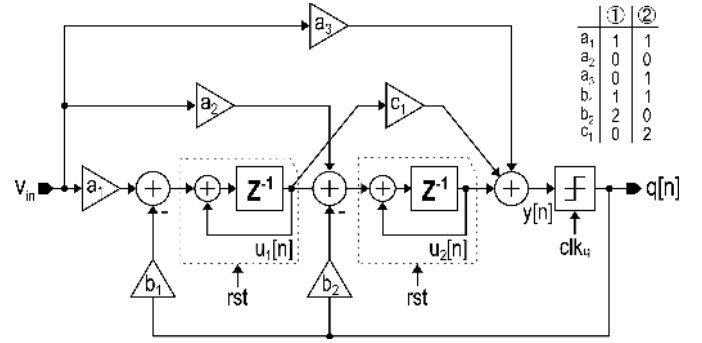 ① ②
a₁ 1 1
a₂ 0 0
a₃ 0 1
b₁ 1 1
b₂ 2 0
c₁ 0 2
a₃
a₂
c₁
Vin
a₁
+
-
+
Z⁻¹
+
-
+
Z⁻¹
+
y[n]
q[n]
u₁[n]
u₂[n]
clkq
b₁
b₂
rst
rst